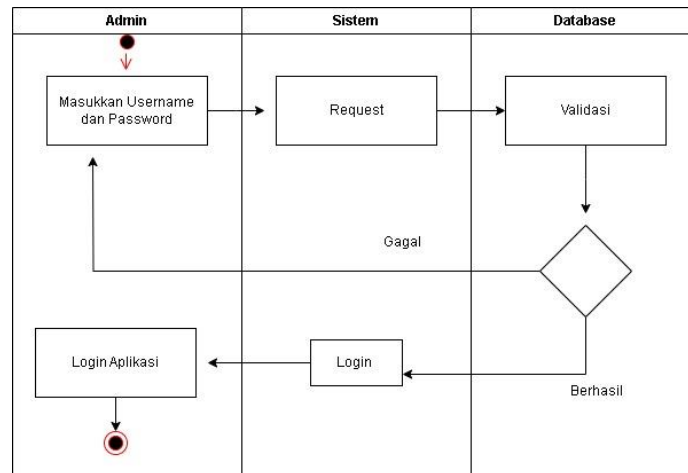 Admin
Sistem
Database
Masukkan Username
dan Password
Request
Validasi
Gagal
Login Aplikasi
Login
Berhasil